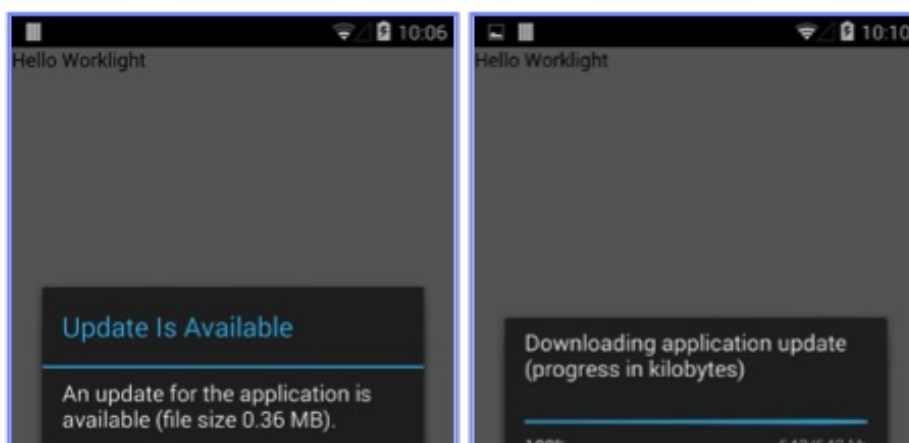 10:06
Hello Worklight
Update Is Available
An update for the application is
available (file size 0.36 MB).
10:10
Hello Worklight
Downloading application update
(progress in kilobytes)